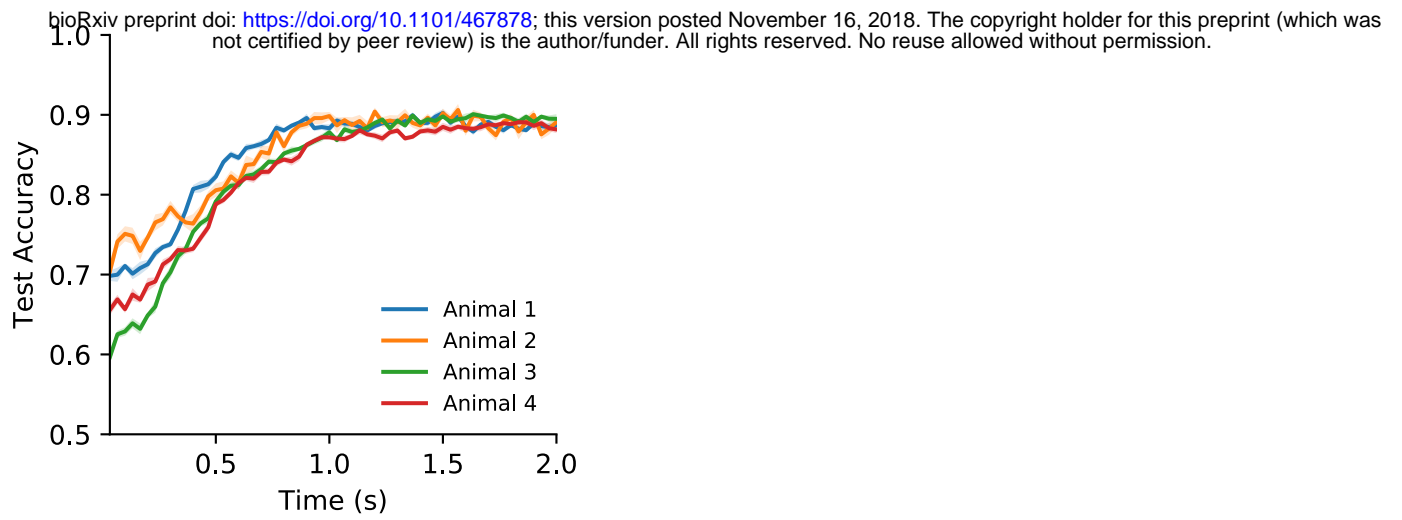 bioRxiv preprint doi: https://doi.org/10.1101/467878; this version posted November 16, 2018. The copyright holder for this preprint (which was
not certified by peer review) is the author/funder. All rights reserved. No reuse allowed without permission.
1.0
0.9
0.8
0.7
0.6
0.5
Test Accuracy
Animal 1
Animal 2
Animal 3
Animal 4
0.5 1.0 1.5 2.0
Time (s)